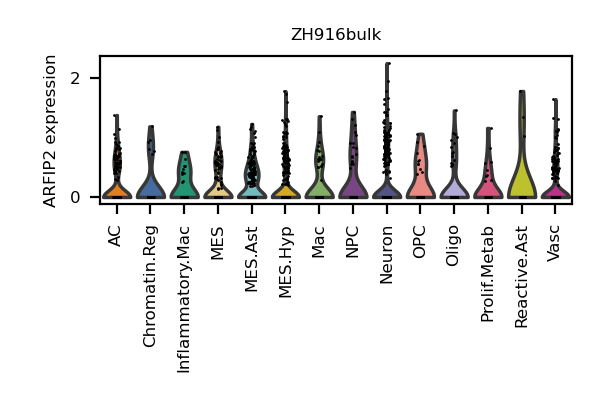 ZH916bulk
ARFIP2 expression
2
0
AC
Chromatin.Reg
Inflammatory.Mac
MES
MES.Ast
MES.Hyp
Mac
NPC
Neuron
OPC
Oligo
Prolif.Metab
Reactive.Ast
Vasc